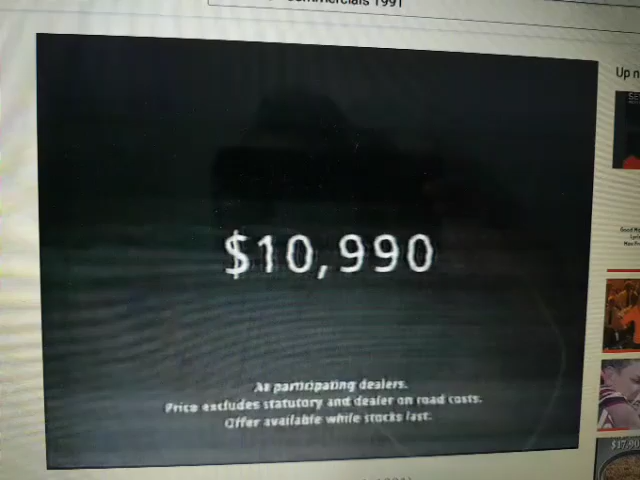 Commercials 1991
Up n
$10,990
At participating dealers.
Price excludes statutory and dealer on road costs.
Offer available while stocks last.
$17,90